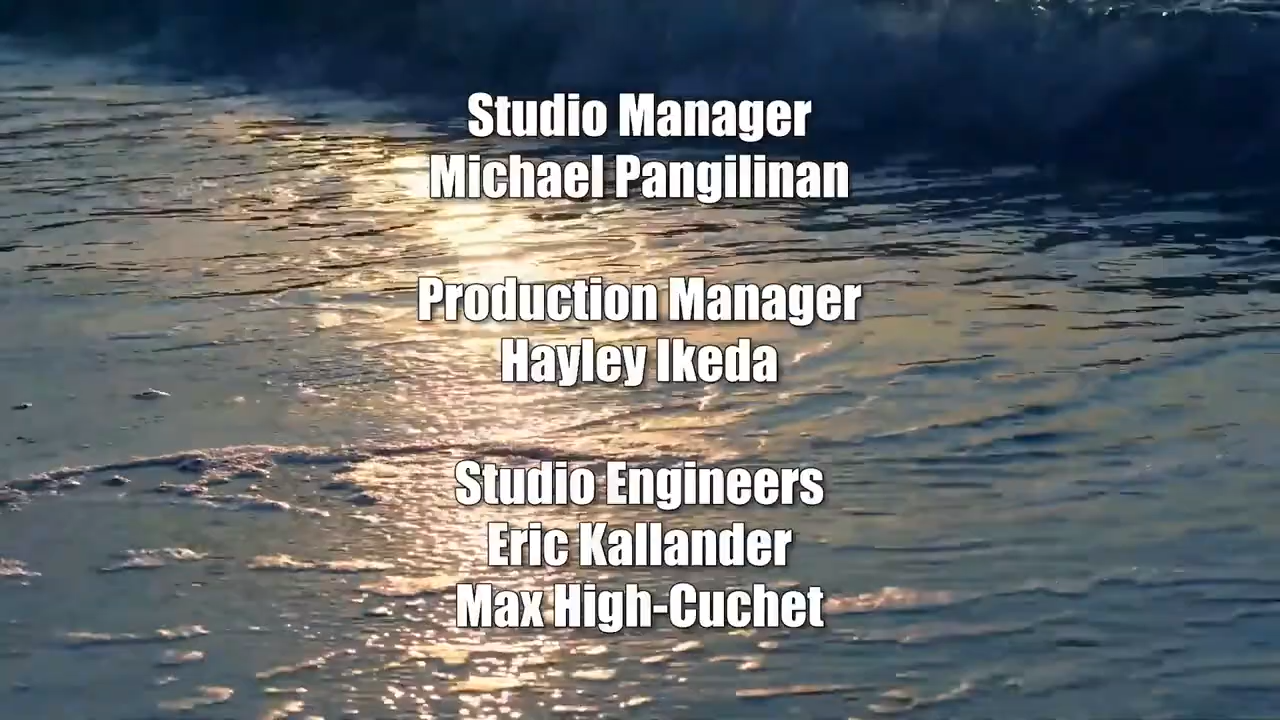 Studio Manager
Michael Pangilinan
Production Manager
Hayley Ikeda
Studio Engineers
Eric Kallander
Max High-Cuchet